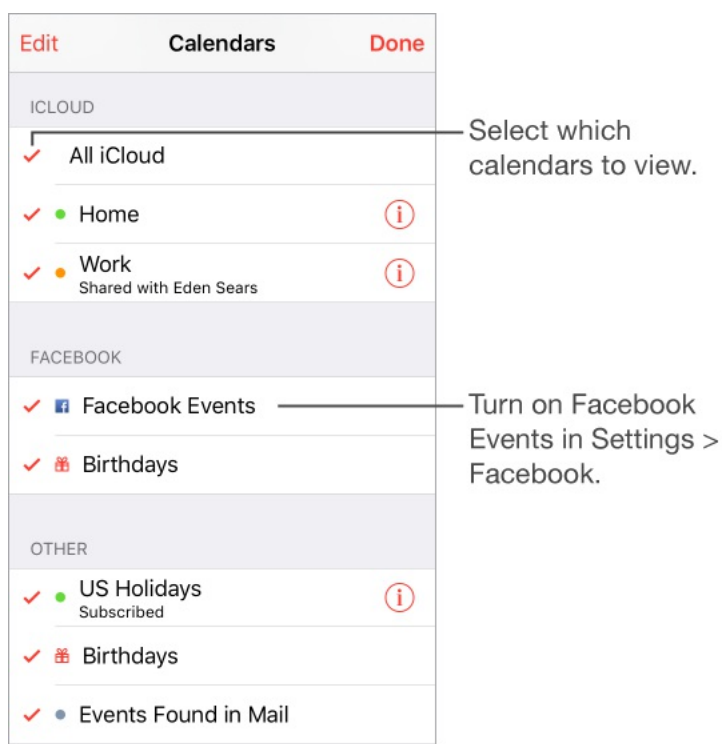 Edit Calendars Done
ICLOUD
All iCloud
Select which
calendars to view.
Home
Work
Shared with Eden Sears
FACEBOOK
Facebook Events
Turn on Facebook
Events in Settings >
Facebook.
Birthdays
OTHER
US Holidays
Subscribed
Birthdays
Events Found in Mail